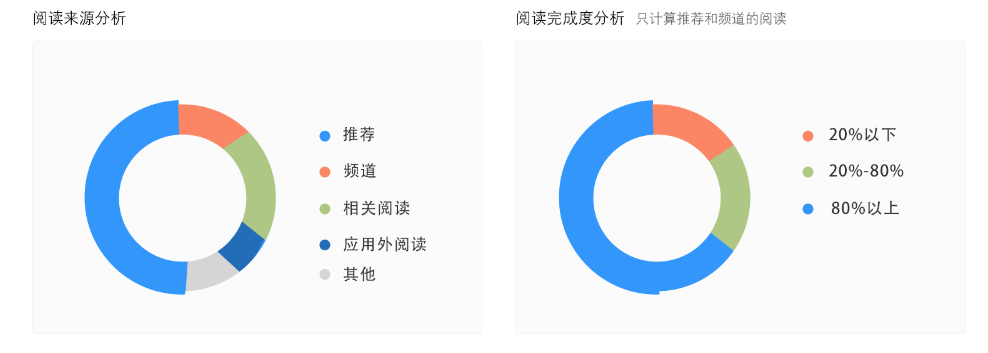 阅读来源分析
推荐
频道
相关阅读
应用外阅读
其他
阅读完成度分析 只计算推荐和频道的阅读
20%以下
20%-80%
80%以上